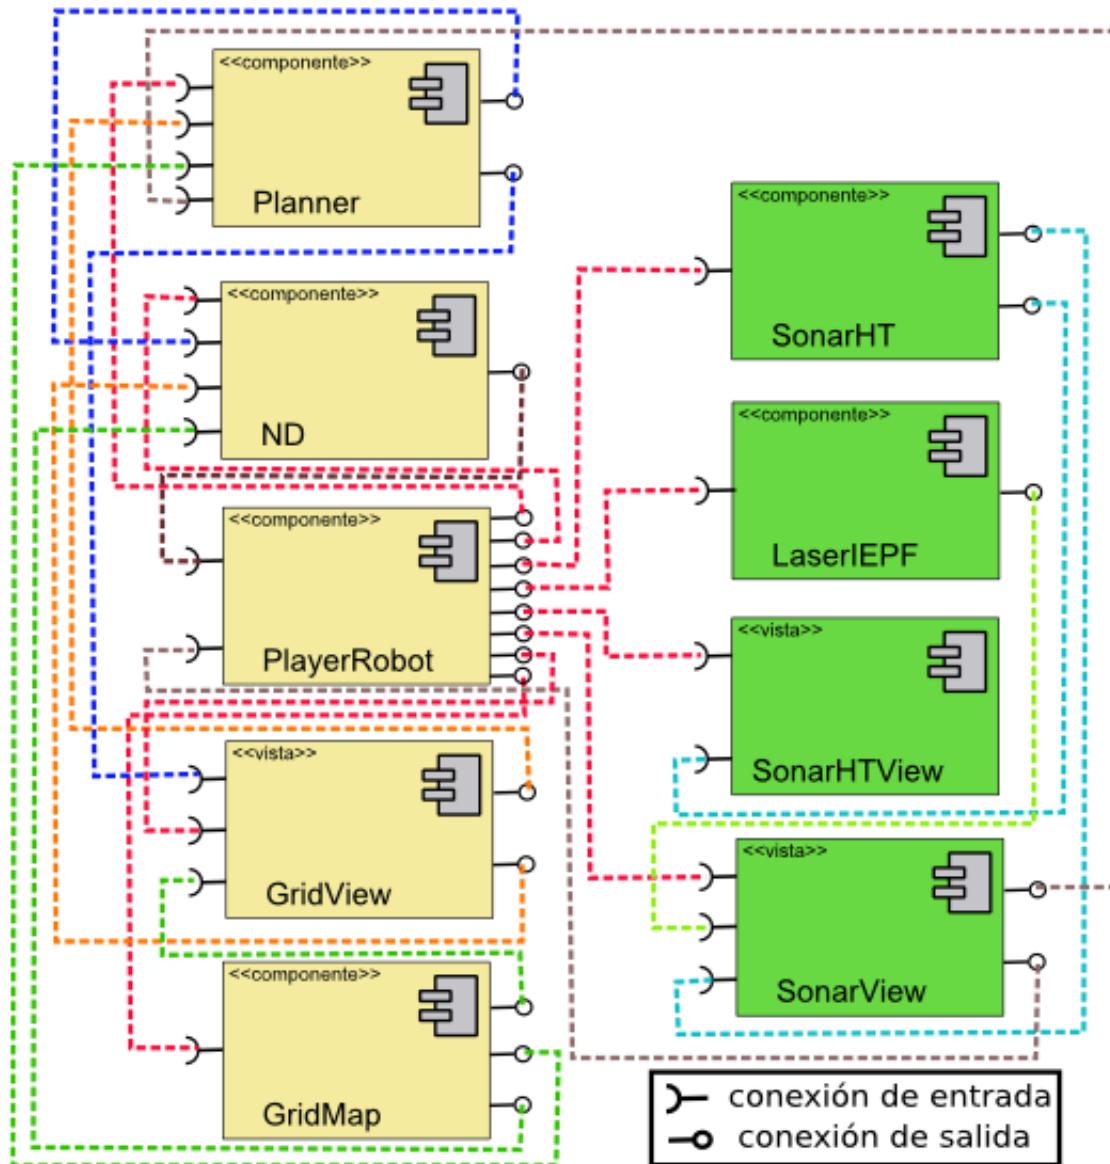 <<componente>>
Planner
<<componente>>
ND
<<componente>>
PlayerRobot
<<vista>>
GridView
<<componente>>
GridMap
<<componente>>
SonarHT
<<componente>>
LaserIEPF
<<vista>>
SonarHTView
<<vista>>
SonarView
conexión de entrada
conexión de salida